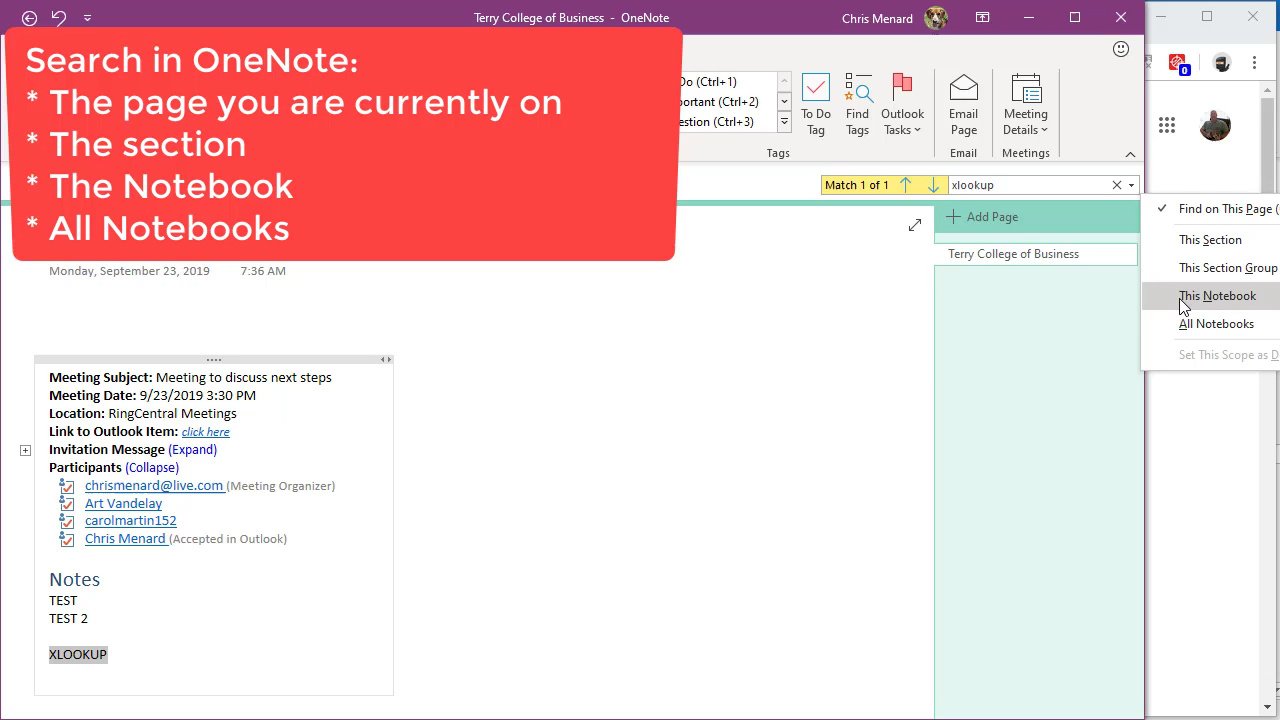 Terry College of Business - OneNote
Chris Menard
Search in OneNote:
* The page you are currently on
* The section
* The Notebook
* All Notebooks
Do (Ctrl+1)
portant (Ctrl+2)
estion (Ctrl+3)
To Do Tag
Find Tags
Outlook Tasks
Email Page
Meeting Details
Tags
Email
Meetings
0
Match 1 of 1
xlookup
Find on This Page (
This Section
This Section Group
This Notebook
All Notebooks
Set This Scope as D
Add Page
Terry College of Business
Monday, September 23, 2019 7:36 AM
Meeting Subject: Meeting to discuss next steps
Meeting Date: 9/23/2019 3:30 PM
Location: RingCentral Meetings
Link to Outlook Item: click here
Invitation Message (Expand)
Participants (Collapse)
chrismenard@live.com (Meeting Organizer)
Art Vandelay
carolmartin152
Chris Menard (Accepted in Outlook)
Notes
TEST
TEST 2
XLOOKUP